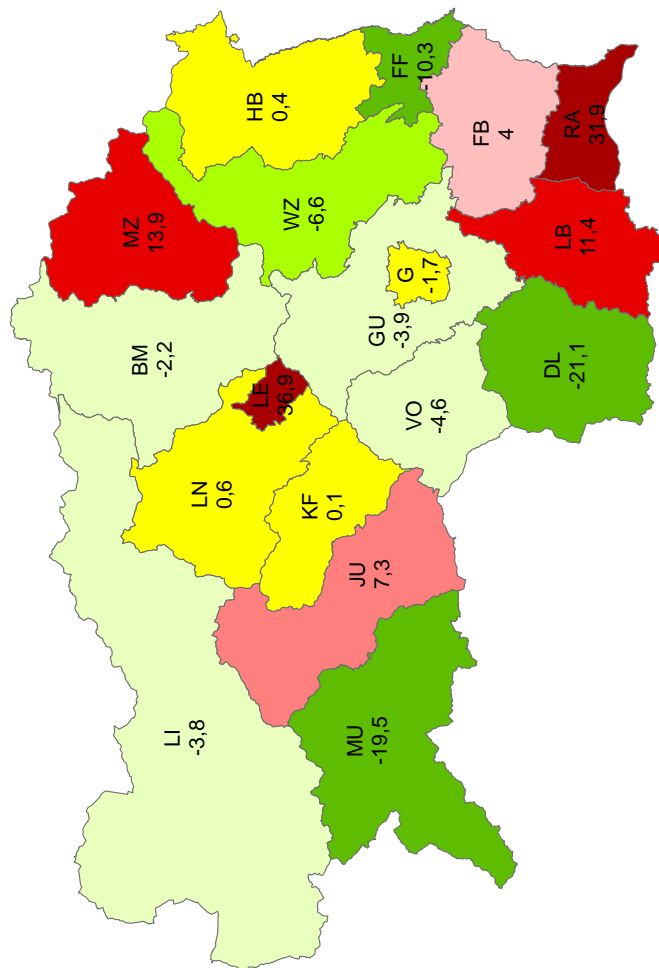 HB
0,4
FF
-10,3
MZ
13,9
WZ
-6,6
FB
4
RA
31,9
BM
-2,2
G
-1,7
GU
-3,9
LB
11,4
LE
36,9
LN
0,6
KF
0,1
VO
-4,6
DL
-21,1
JU
7,3
LI
-3,8
MU
-19,5